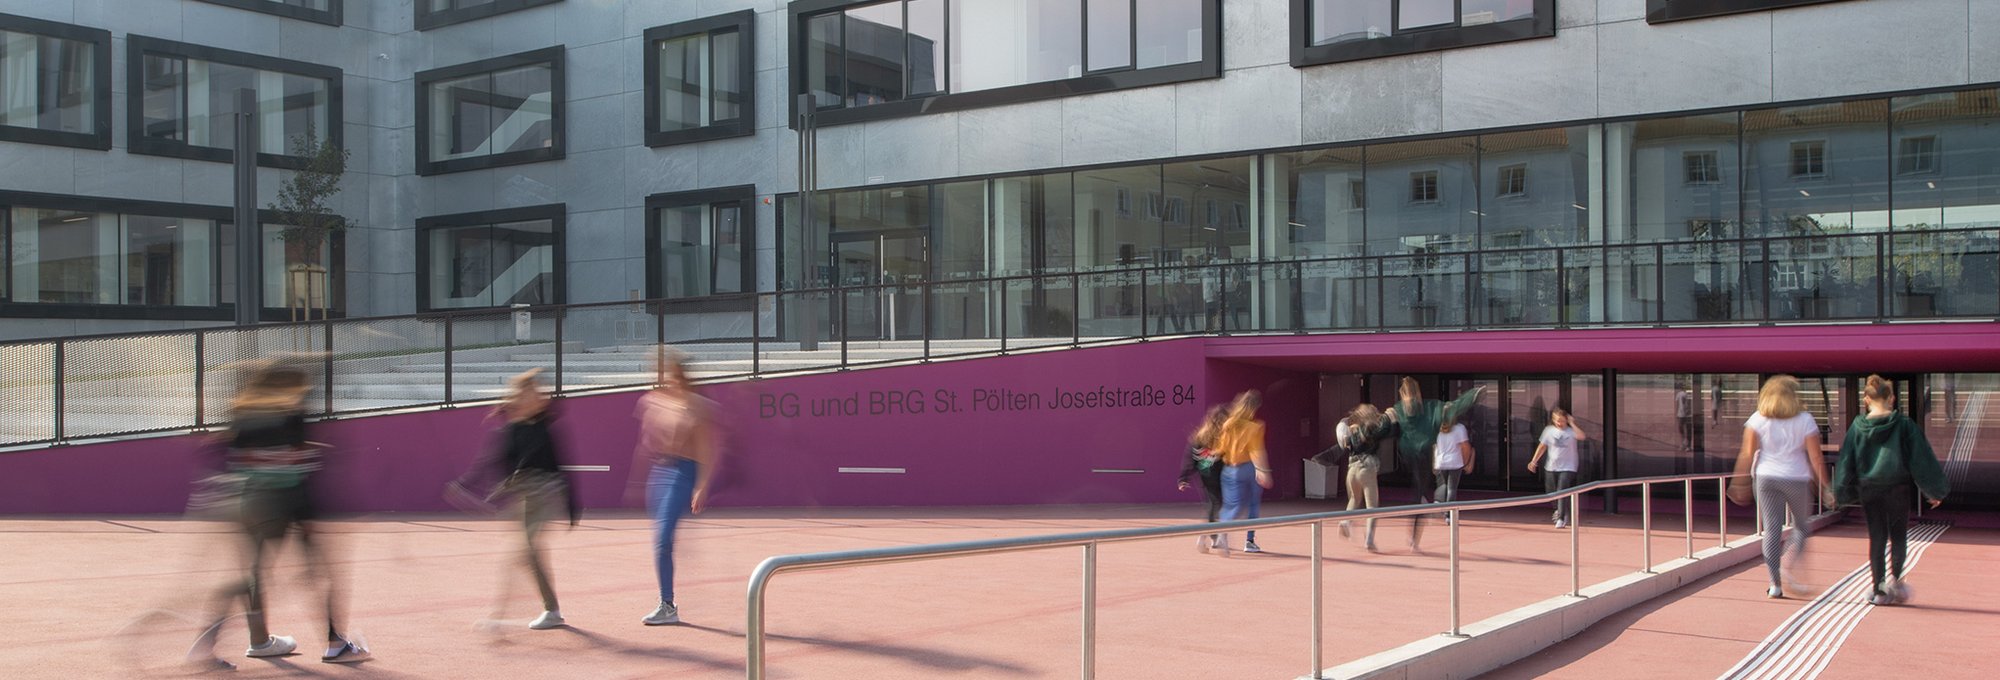 BG und BRG St. Pölten Josefstraße 84